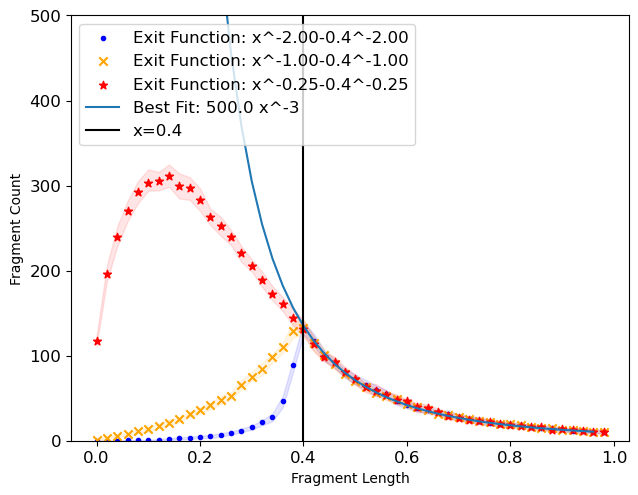 Exit Function: x^-2.00-0.4^-2.00
Exit Function: x^-1.00-0.4^-1.00
Exit Function: x^-0.25-0.4^-0.25
Best Fit: 500.0 x^-3
x=0.4
500
400
300
200
100
0
Fragment Count
0.0
0.2
0.4
0.6
0.8
1.0
Fragment Length